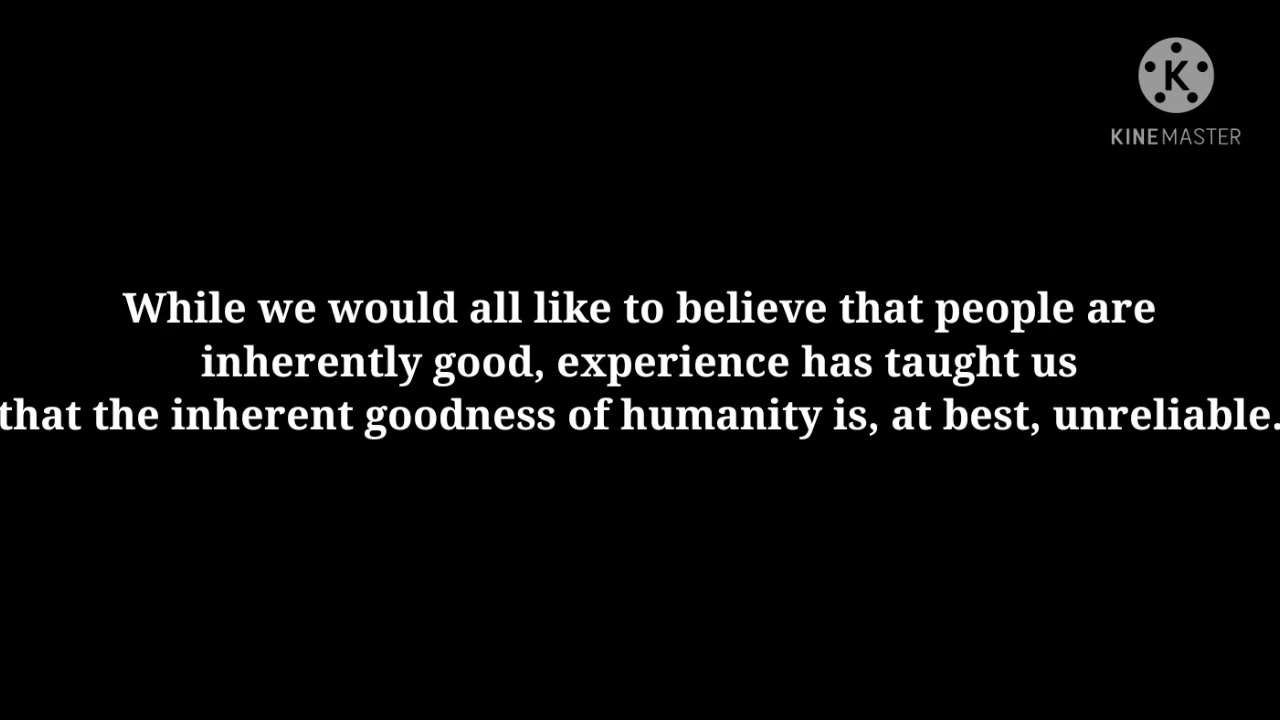 K
KINEMASTER
While we would all like to believe that people are
inherently good, experience has taught us
that the inherent goodness of humanity is, at best, unreliable.